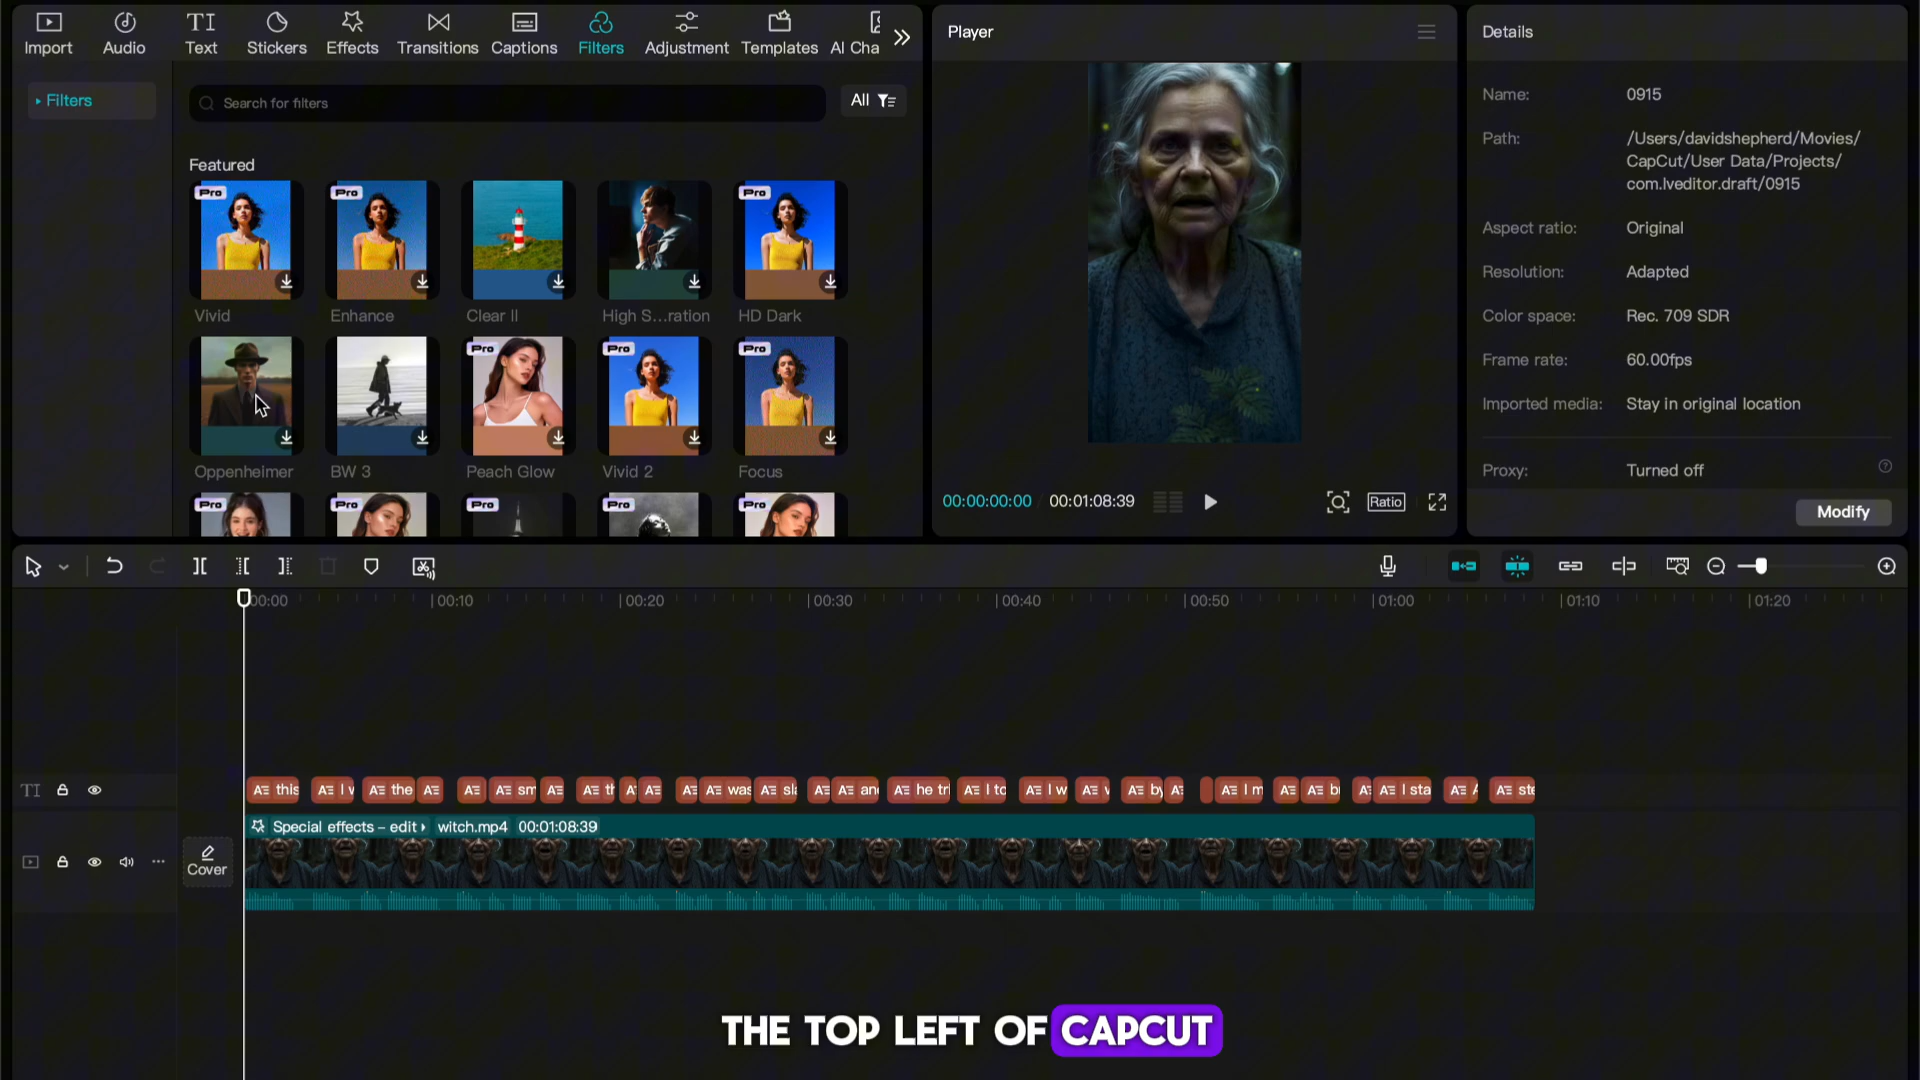 Import
Audio
Text
Stickers
Effects
Transitions
Captions
Filters
Adjustment
Templates
AI Cha
Filters
Search for filters
All
Featured
Pro
Pro
Pro
Vivid
Enhance
Clear II
High S...ration
HD Dark
Pro
Pro
Pro
Oppenheimer
BW 3
Peach Glow
Vivid 2
Focus
Pro
Pro
Pro
Pro
Pro
Player
00:00:00:00
00:01:08:39
Ratio
Details
Name: 0915
Path: /Users/davidshepherd/Movies/
CapCut/User Data/Projects/
com.lveditor.draft/0915
Aspect ratio: Original
Resolution: Adapted
Color space: Rec. 709 SDR
Frame rate: 60.00fps
Imported media: Stay in original location
Proxy: Turned off
Modify
00:00 00:10 00:20 00:30 00:40 00:50 01:00 01:10 01:20
TI
this I the sm was he tr I to I w by I m I sta ste
Special effects – edit witch.mp4 00:01:08:39
Cover
THE TOP LEFT OF CAPCUT